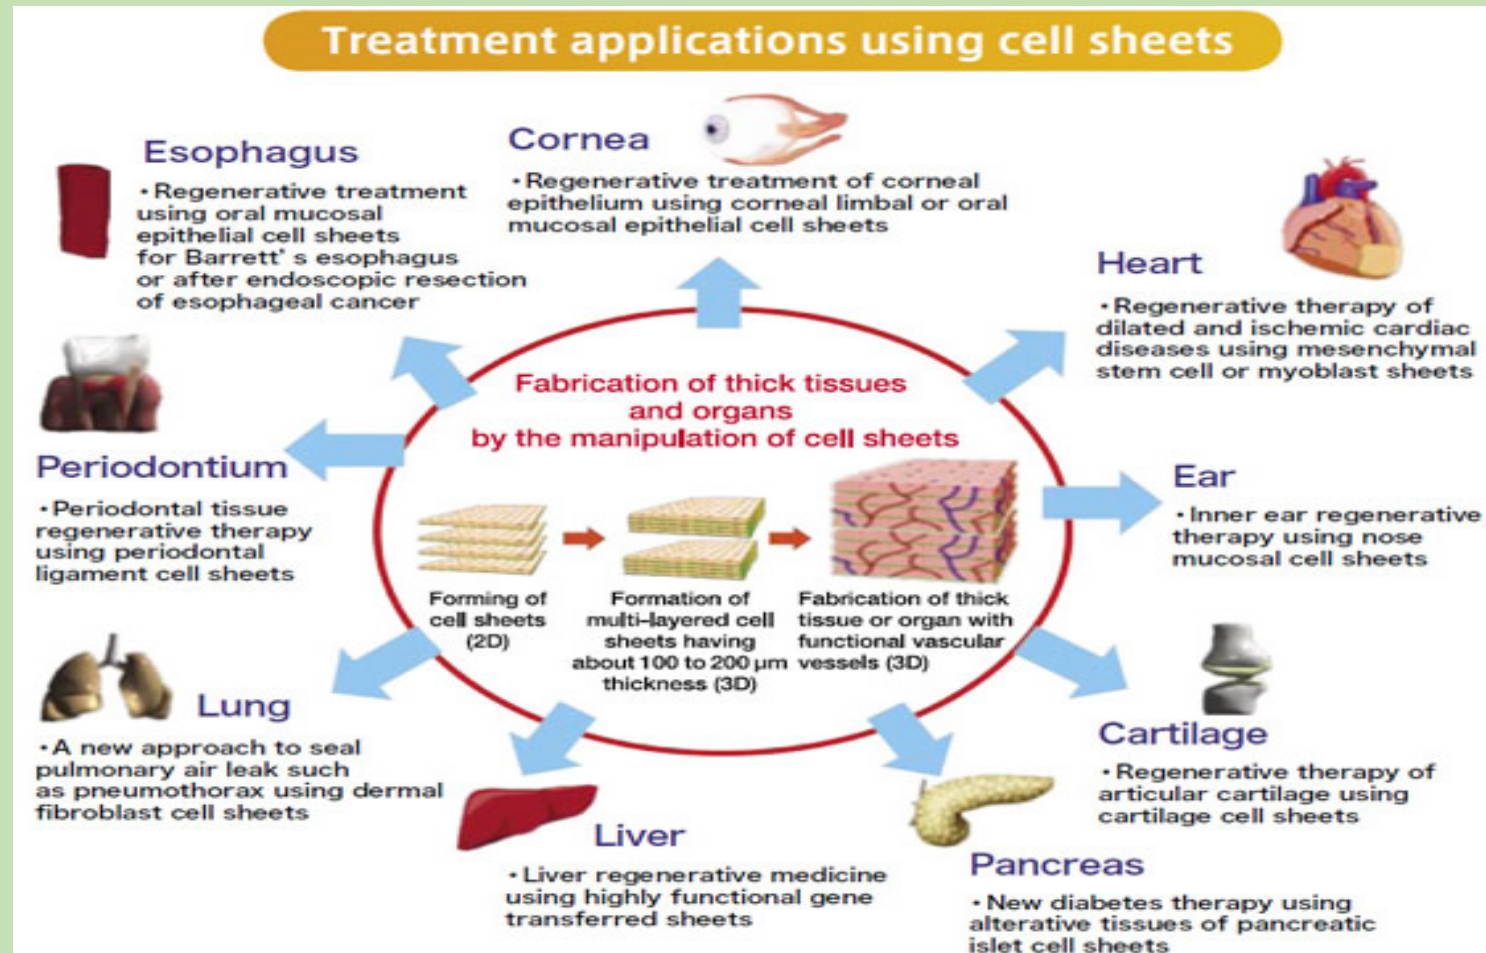 Treatment applications using cell sheets
Esophagus
・Regenerative treatment
using oral mucosal
epithelial cell sheets
for Barrett' s esophagus
or after endoscopic resection
of esophageal cancer
Cornea
・Regenerative treatment of corneal
epithelium using corneal limbal or oral
mucosal epithelial cell sheets
Heart
・Regenerative therapy of
dilated and ischemic cardiac
diseases using mesenchymal
stem cell or myoblast sheets
Periodontium
・Periodontal tissue
regenerative therapy
using periodontal
ligament cell sheets
Fabrication of thick tissues
and organs
by the manipulation of cell sheets
Forming of
cell sheets
(2D)
Formation of
multi-layered cell
sheets having
about 100 to 200 µm
thickness (3D)
Fabrication of thick
tissue or organ with
functional vascular
vessels (3D)
Ear
・Inner ear regenerative
therapy using nose
mucosal cell sheets
Lung
・A new approach to seal
pulmonary air leak such
as pneumothorax using dermal
fibroblast cell sheets
Liver
・Liver regenerative medicine
using highly functional gene
transferred sheets
Pancreas
・New diabetes therapy using
alterative tissues of pancreatic
islet cell sheets
Cartilage
・Regenerative therapy of
articular cartilage using
cartilage cell sheets